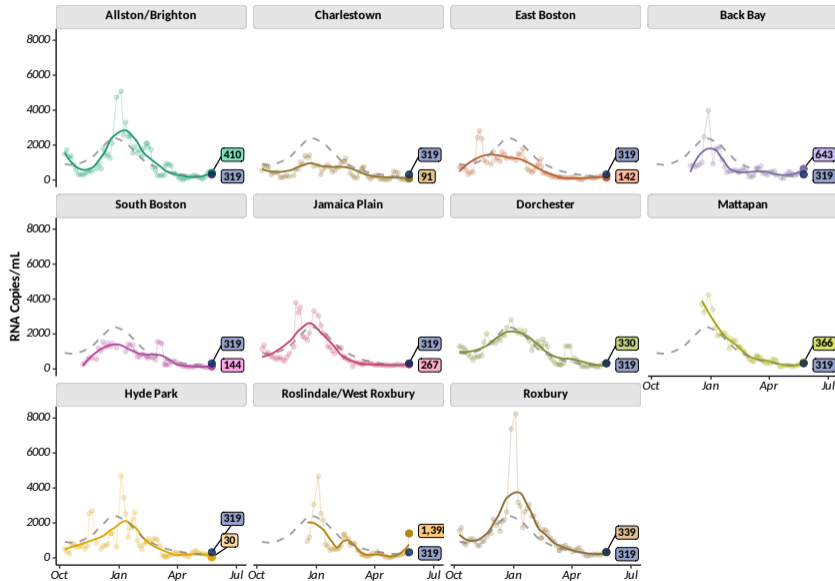 Allston/Brighton
Charlestown
East Boston
Back Bay
8000
6000
4000
2000
0
410
319
319
91
319
142
643
319
South Boston
Jamaica Plain
Dorchester
Mattapan
RNA Copies/mL
8000
6000
4000
2000
0
319
144
319
267
330
319
366
319
Oct
Jan
Apr
Jul
Hyde Park
Roslindale/West Roxbury
Roxbury
8000
6000
4000
2000
0
319
30
319
339
319
Oct
Jan
Apr
Jul
Oct
Jan
Apr
Jul
Oct
Jan
Apr
Jul